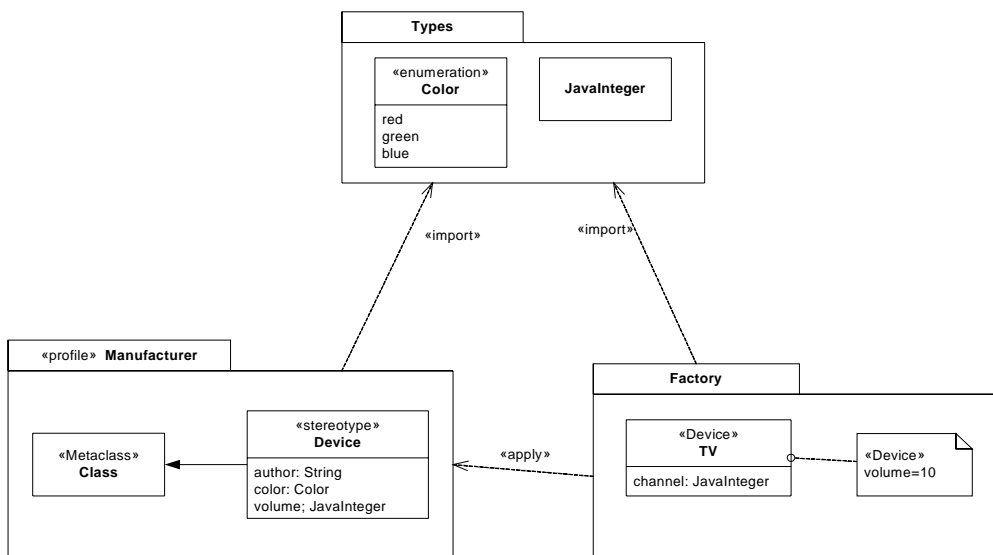 Types
«enumeration»
Color
red
green
blue
JavaInteger
«import»
«import»
«profile» Manufacturer
«Metaclass»
Class
«stereotype»
Device
author: String
color: Color
volume; JavaInteger
«apply»
Factory
«Device»
TV
channel: JavaInteger
«Device»
volume=10